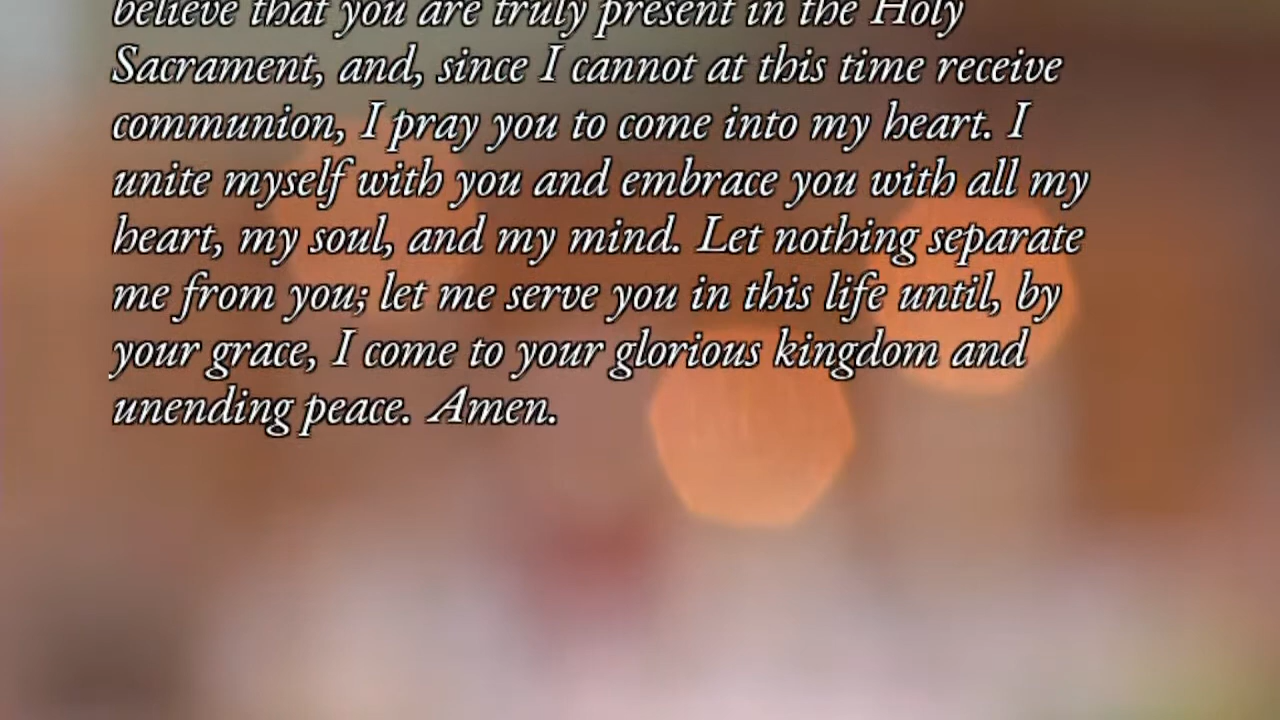 believe that you are truly present in the Holy
Sacrament, and, since I cannot at this time receive
communion, I pray you to come into my heart. I
unite myself with you and embrace you with all my
heart, my soul, and my mind. Let nothing separate
me from you; let me serve you in this life until, by
your grace, I come to your glorious kingdom and
unending peace. Amen.